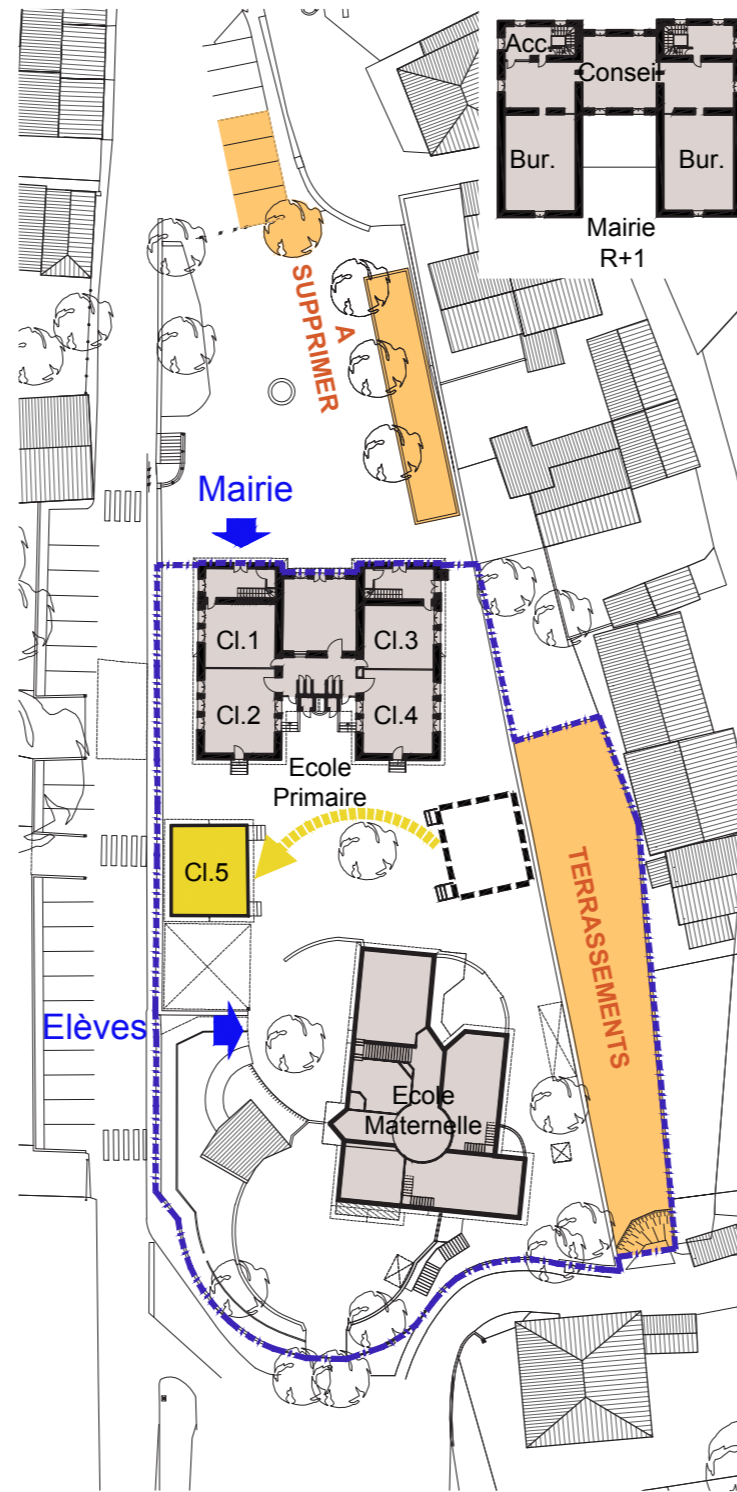 Acc.
Consei
Bur.
Bur.
Mairie
R+1
A
SUPPRIMER
Mairie
Cl.1
Cl.3
Cl.2
Cl.4
Ecole
Primaire
Cl.5
TERRASSEMENTS
Elèves
Ecole
Maternelle